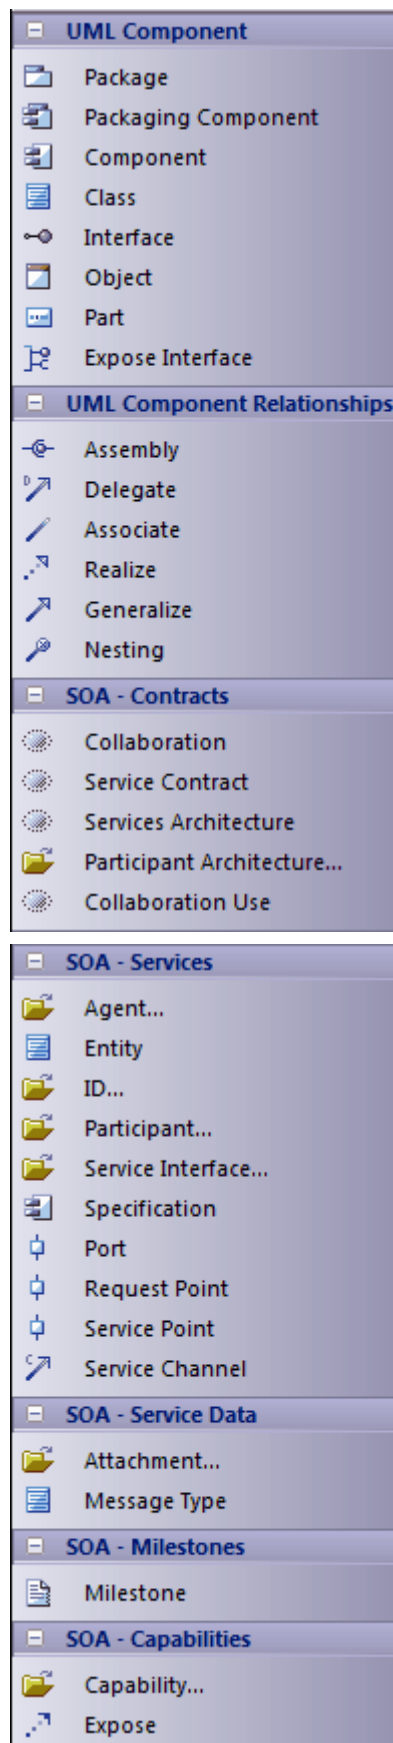 UML Component
Package
Packaging Component
Component
Class
Interface
Object
Part
Expose Interface
UML Component Relationships
Assembly
Delegate
Associate
Realize
Generalize
Nesting
SOA - Contracts
Collaboration
Service Contract
Services Architecture
Participant Architecture...
Collaboration Use
SOA - Services
Agent...
Entity
ID...
Participant...
Service Interface...
Specification
Port
Request Point
Service Point
Service Channel
SOA - Service Data
Attachment...
Message Type
SOA - Milestones
Milestone
SOA - Capabilities
Capability...
Expose